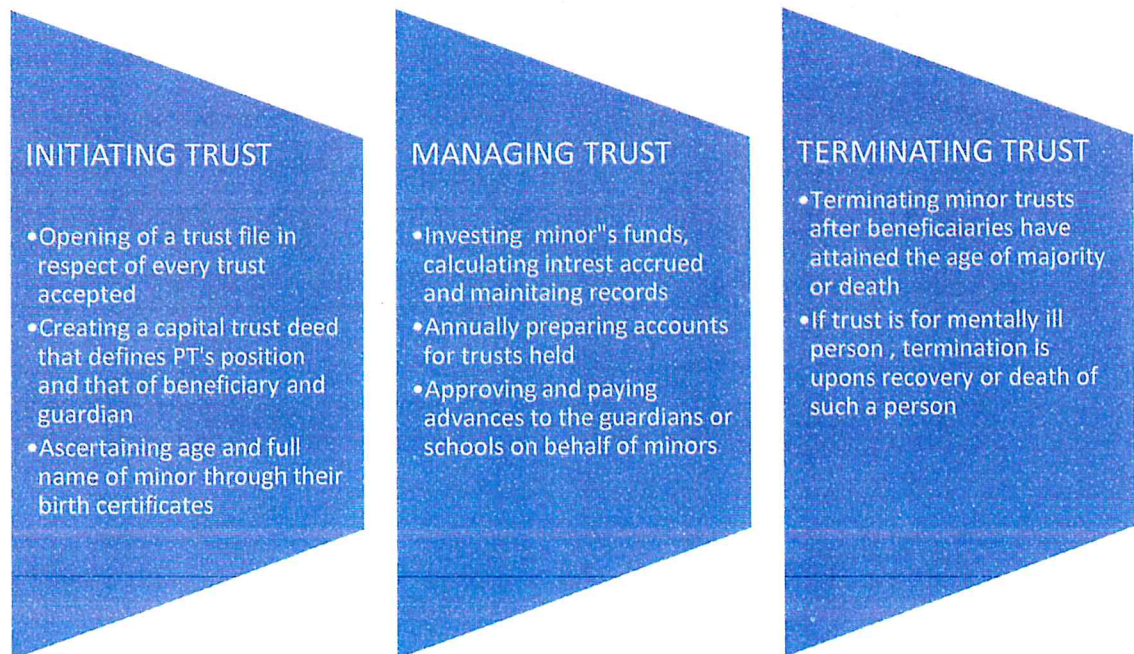 INITIATING TRUST
•Opening of a trust file in
respect of every trust
accepted
•Creating a capital trust deed
that defines PT's position
and that of beneficiary and
guardian
•Ascertaining age and full
name of minor through their
birth certificates
MANAGING TRUST
•Investing minor"s funds,
calculating intrest accrued
and mainitaing records
•Annually preparing accounts
for trusts held
•Approving and paying
advances to the guardians or
schools on behalf of minors
TERMINATING TRUST
•Terminating minor trusts
after beneficaiaries have
attained the age of majority
or death
•If trust is for mentally ill
person , termination is
upons recovery or death of
such a person